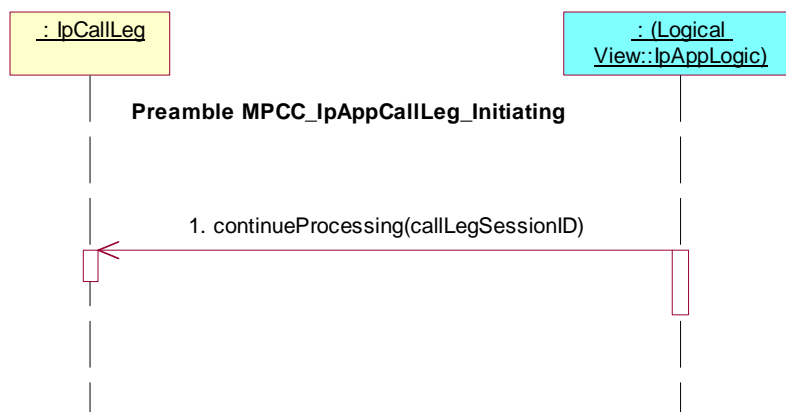 : IpCallLeg
: (Logical
View::IpAppLogic)
Preamble MPCC_IpAppCallLeg_Initiating
1. continueProcessing(callLegSessionID)